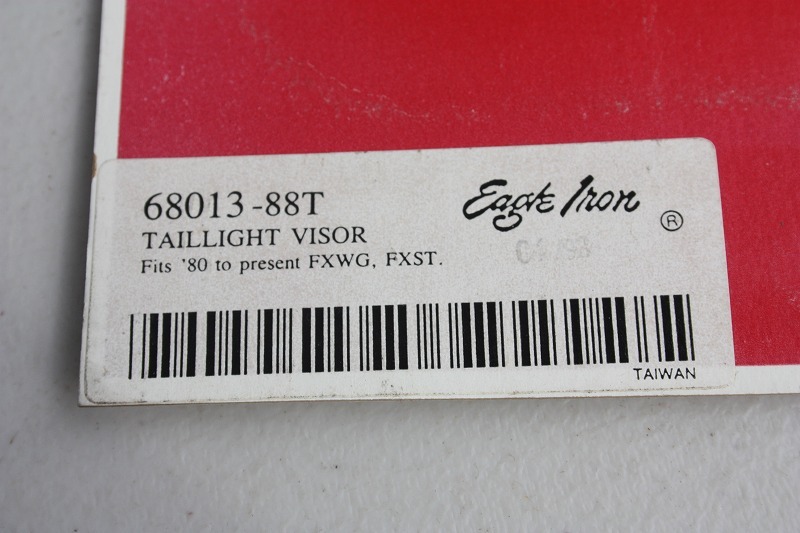 68013-88T
Eagle Iron ®
TAILLIGHT VISOR
Fits '80 to present FXWG, FXST.
TAIWAN